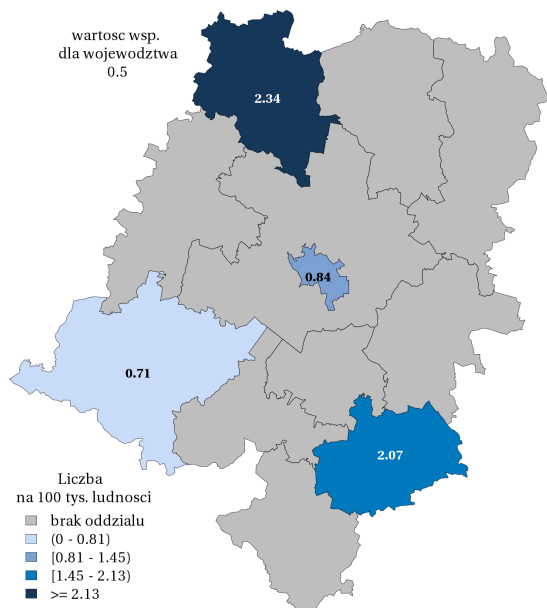 wartosc wsp.
dla wojewodztwa
0.5
2.34
0.84
0.71
2.07
Liczba
na 100 tys. ludnosci
brak oddzialu
(0 - 0.81)
[0.81 - 1.45)
[1.45 - 2.13)
>= 2.13